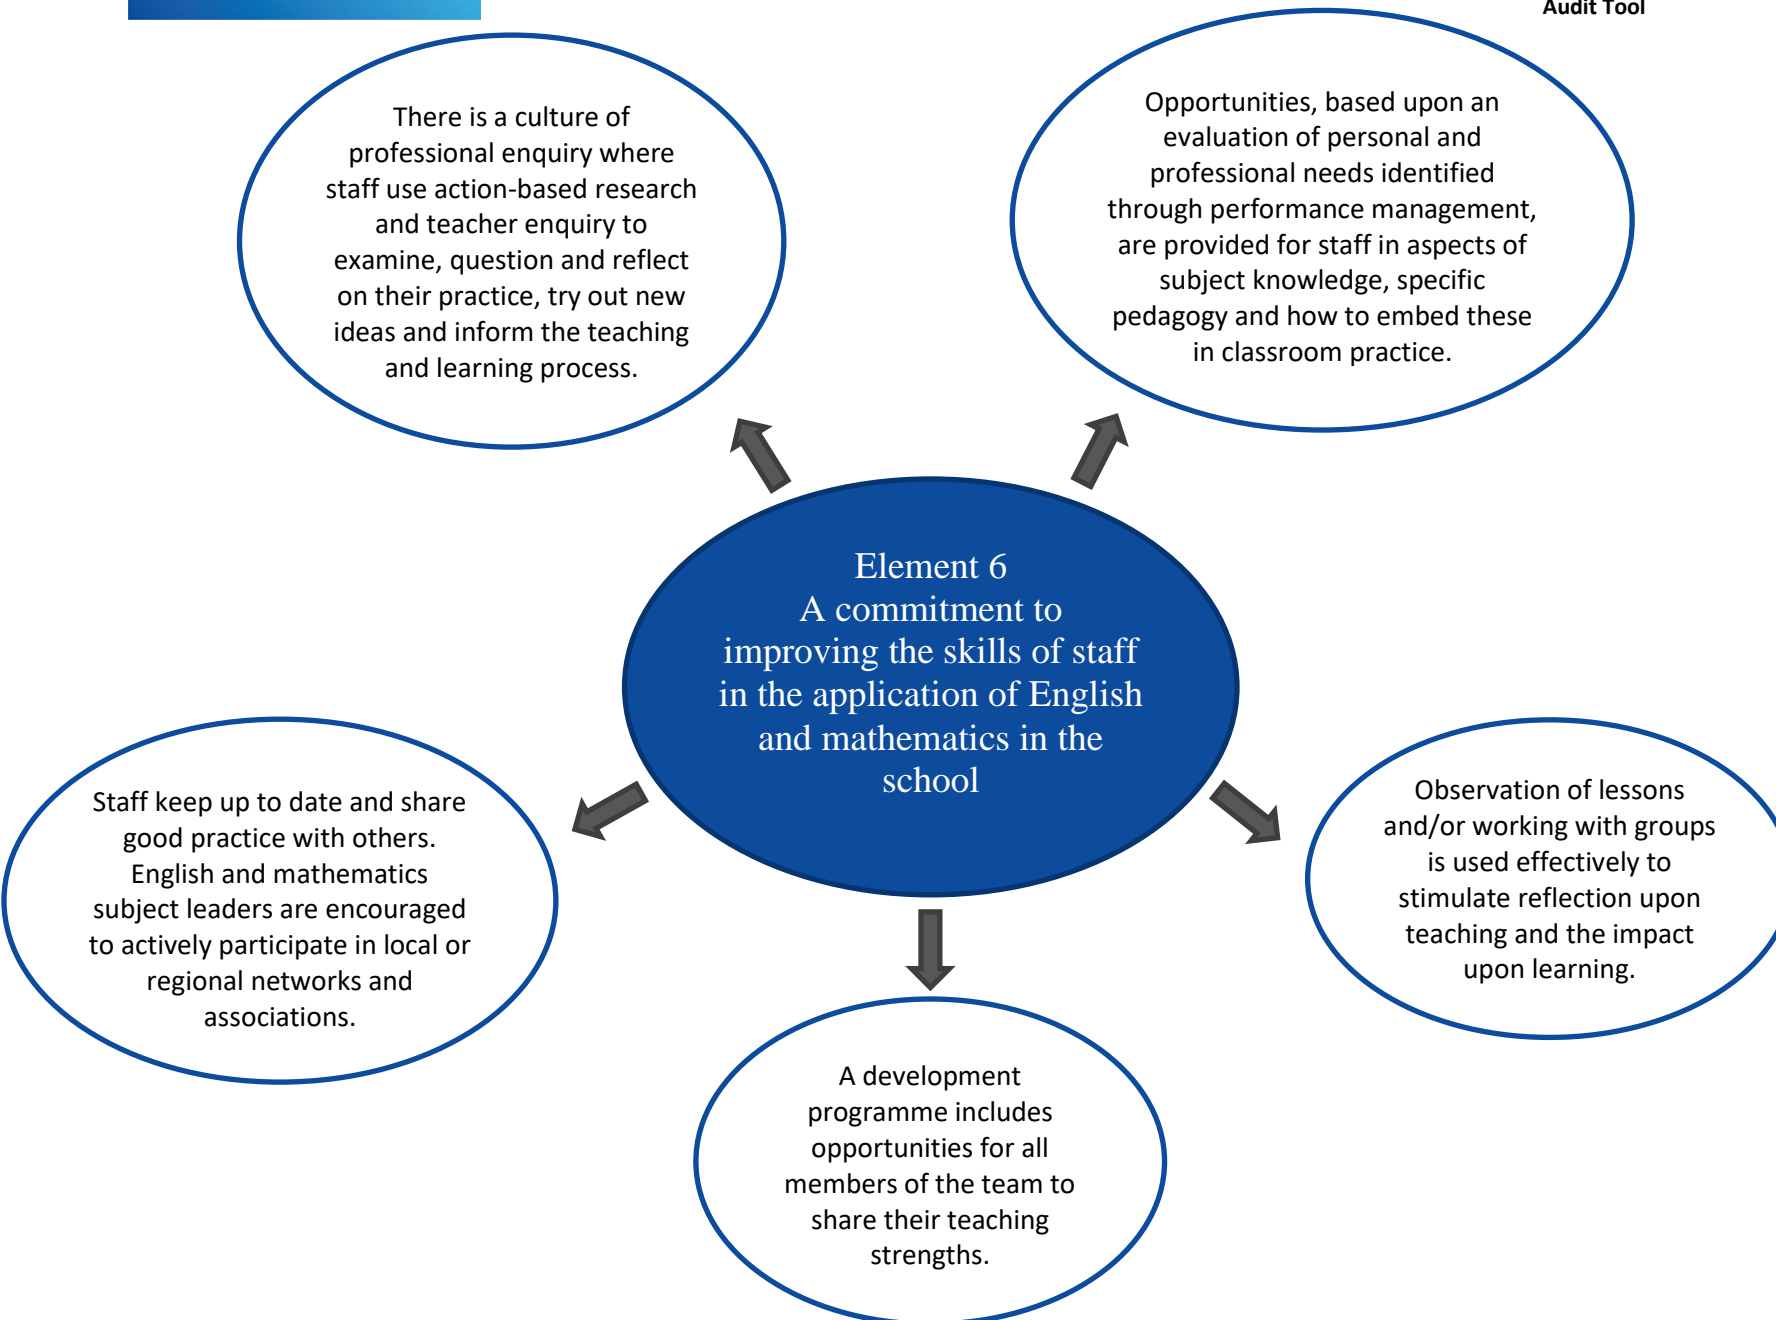 Audit Tool
There is a culture of
professional enquiry where
staff use action-based research
and teacher enquiry to
examine, question and reflect
on their practice, try out new
ideas and inform the teaching
and learning process.
Opportunities, based upon an
evaluation of personal and
professional needs identified
through performance management,
are provided for staff in aspects of
subject knowledge, specific
pedagogy and how to embed these
in classroom practice.
Element 6
A commitment to
improving the skills of staff
in the application of English
and mathematics in the
school
Staff keep up to date and share
good practice with others.
English and mathematics
subject leaders are encouraged
to actively participate in local or
regional networks and
associations.
Observation of lessons
and/or working with groups
is used effectively to
stimulate reflection upon
teaching and the impact
upon learning.
A development
programme includes
opportunities for all
members of the team to
share their teaching
strengths.